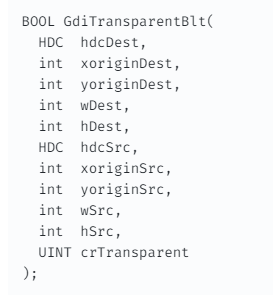 BOOL GdiTransparentBlt(
  HDC  hdcDest,
  int  xoriginDest,
  int  yoriginDest,
  int  wDest,
  int  hDest,
  HDC  hdcSrc,
  int  xoriginSrc,
  int  yoriginSrc,
  int  wSrc,
  int  hSrc,
  UINT crTransparent
);